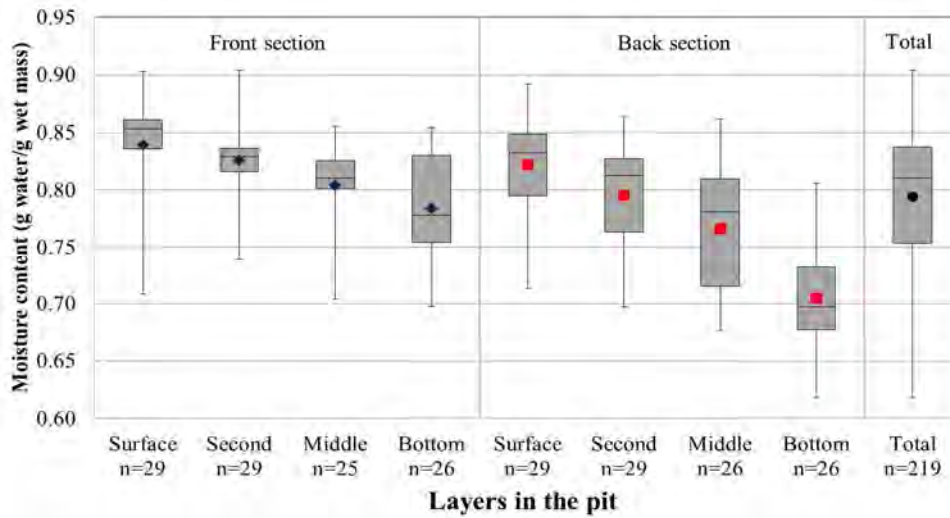 Moisture content (g water/g wet mass)
0.95
0.90
0.85
0.80
0.75
0.70
0.65
0.60
Front section
Back section
Total
Surface Second Middle Bottom Surface Second Middle Bottom Total
n=29 n=29 n=25 n=26 n=29 n=29 n=26 n=26 n=219
Layers in the pit